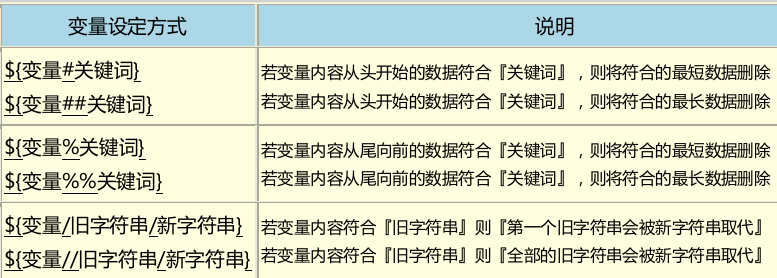 变量设定方式 说明
${变量#关键词} 若变量内容从头开始的数据符合『关键词』，则将符合的最短数据删除
${变量##关键词} 若变量内容从头开始的数据符合『关键词』，则将符合的最长数据删除
${变量%关键词} 若变量内容从尾向前的数据符合『关键词』，则将符合的最短数据删除
${变量%%关键词} 若变量内容从尾向前的数据符合『关键词』，则将符合的最长数据删除
${变量/旧字符串/新字符串} 若变量内容符合『旧字符串』则『第一个旧字符串会被新字符串取代』
${变量//旧字符串/新字符串} 若变量内容符合『旧字符串』则『全部的旧字符串会被新字符串取代』